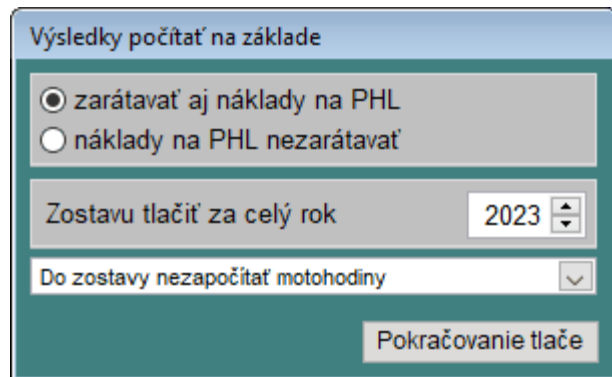 Výsledky počítať na základe
zarátavať aj náklady na PHL
náklady na PHL nezarátavať
Zostavu tlačiť za celý rok 2023
Do zostavy nezapočítať motohodiny
Pokračovanie tlače